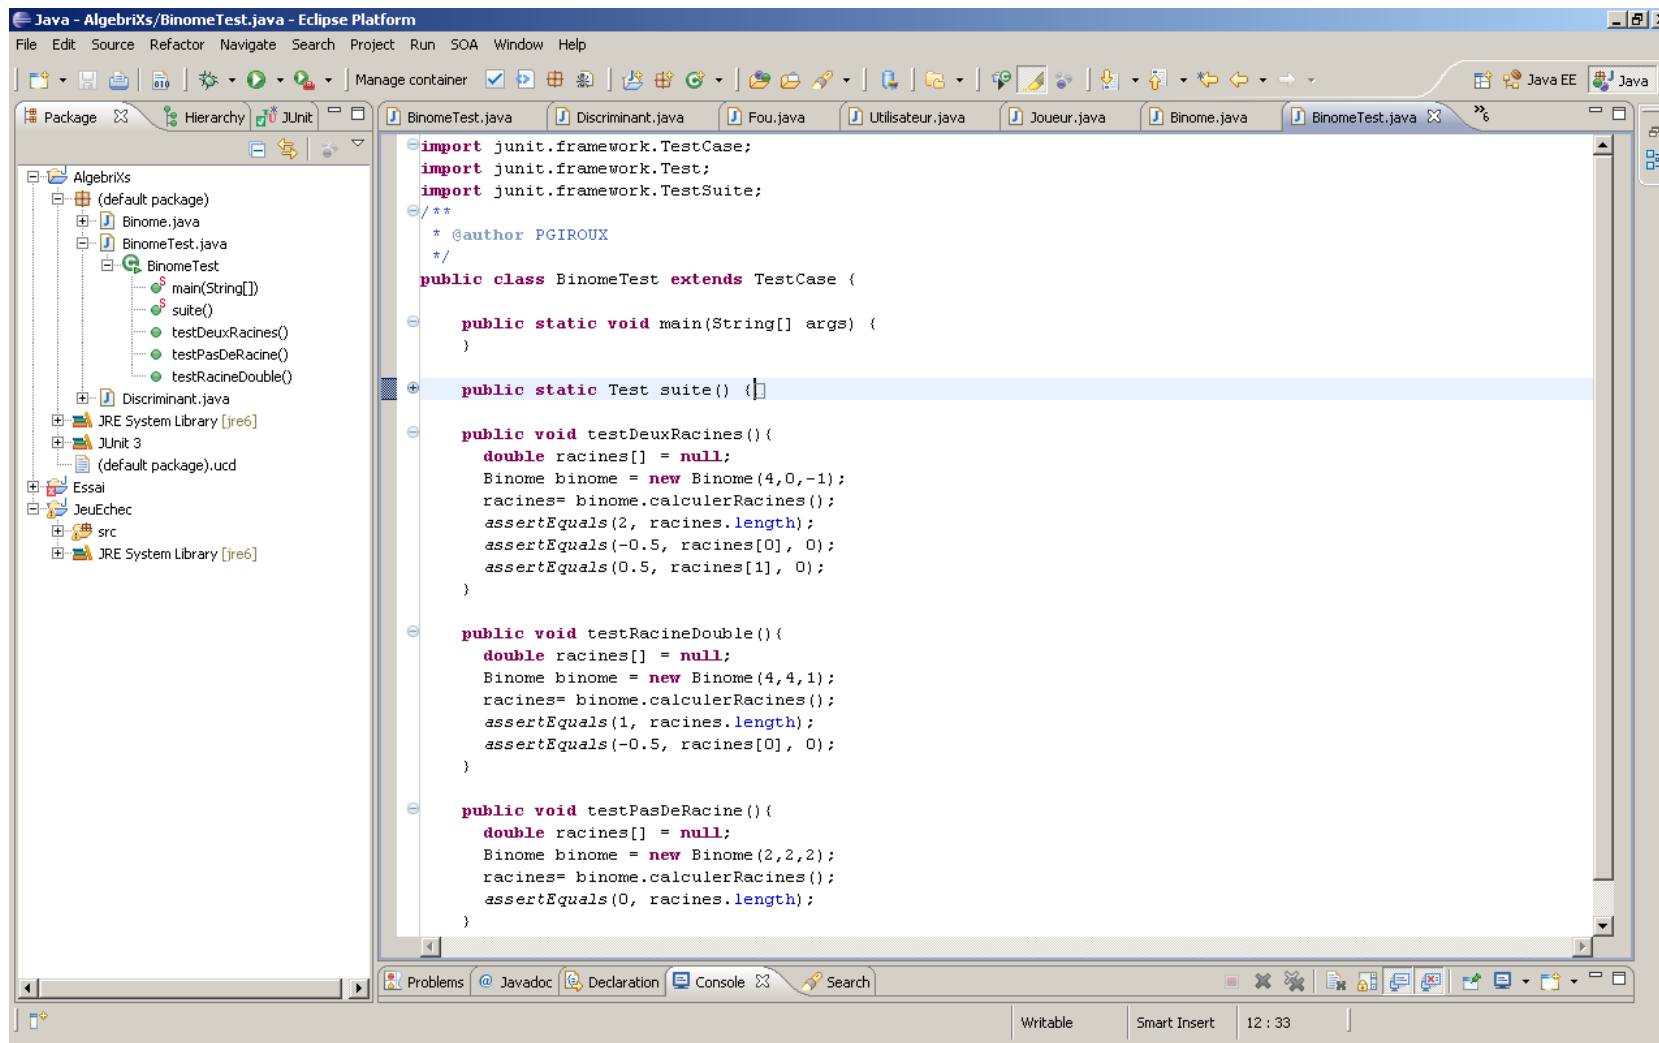 Java - AlgebriXs/BinomeTest.java - Eclipse Platform
File Edit Source Refactor Navigate Search Project Run SOA Window Help
Manage container Java EE Java
Package Hierarchy JUnit
BinomeTest.java Discriminant.java Fou.java Utilisateur.java Joueur.java Binome.java BinomeTest.java »6
AlgebriXs
(default package)
Binome.java
BinomeTest.java
BinomeTest
main(String[])
suite()
testDeuxRacines()
testPasDeRacine()
testRacineDouble()
Discriminant.java
JRE System Library [jre6]
JUnit 3
(default package).ucd
Essai
JeuEchec
src
JRE System Library [jre6]
import junit.framework.TestCase;
import junit.framework.Test;
import junit.framework.TestSuite;
/**
* @author PGIROUX
*/
public class BinomeTest extends TestCase {
public static void main(String[] args) {
}
public static Test suite() {
public void testDeuxRacines(){
double racines[] = null;
Binome binome = new Binome(4,0,-1);
racines= binome.calculerRacines();
assertEquals(2, racines.length);
assertEquals(-0.5, racines[0], 0);
assertEquals(0.5, racines[1], 0);
}
public void testRacineDouble(){
double racines[] = null;
Binome binome = new Binome(4,4,1);
racines= binome.calculerRacines();
assertEquals(1, racines.length);
assertEquals(-0.5, racines[0], 0);
}
public void testPasDeRacine(){
double racines[] = null;
Binome binome = new Binome(2,2,2);
racines= binome.calculerRacines();
assertEquals(0, racines.length);
}
Problems @ Javadoc Declaration Console Search
Writable Smart Insert 12 : 33